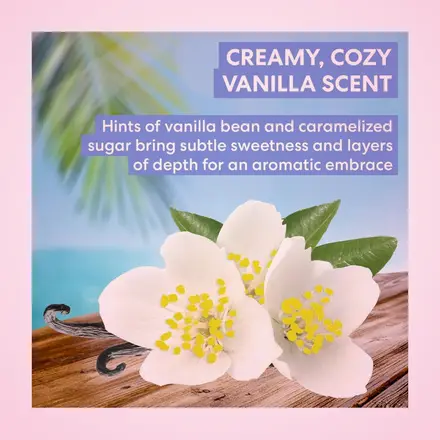 CREAMY, COZY
VANILLA SCENT
Hints of vanilla bean and caramelized
sugar bring subtle sweetness and layers
of depth for an aromatic embrace